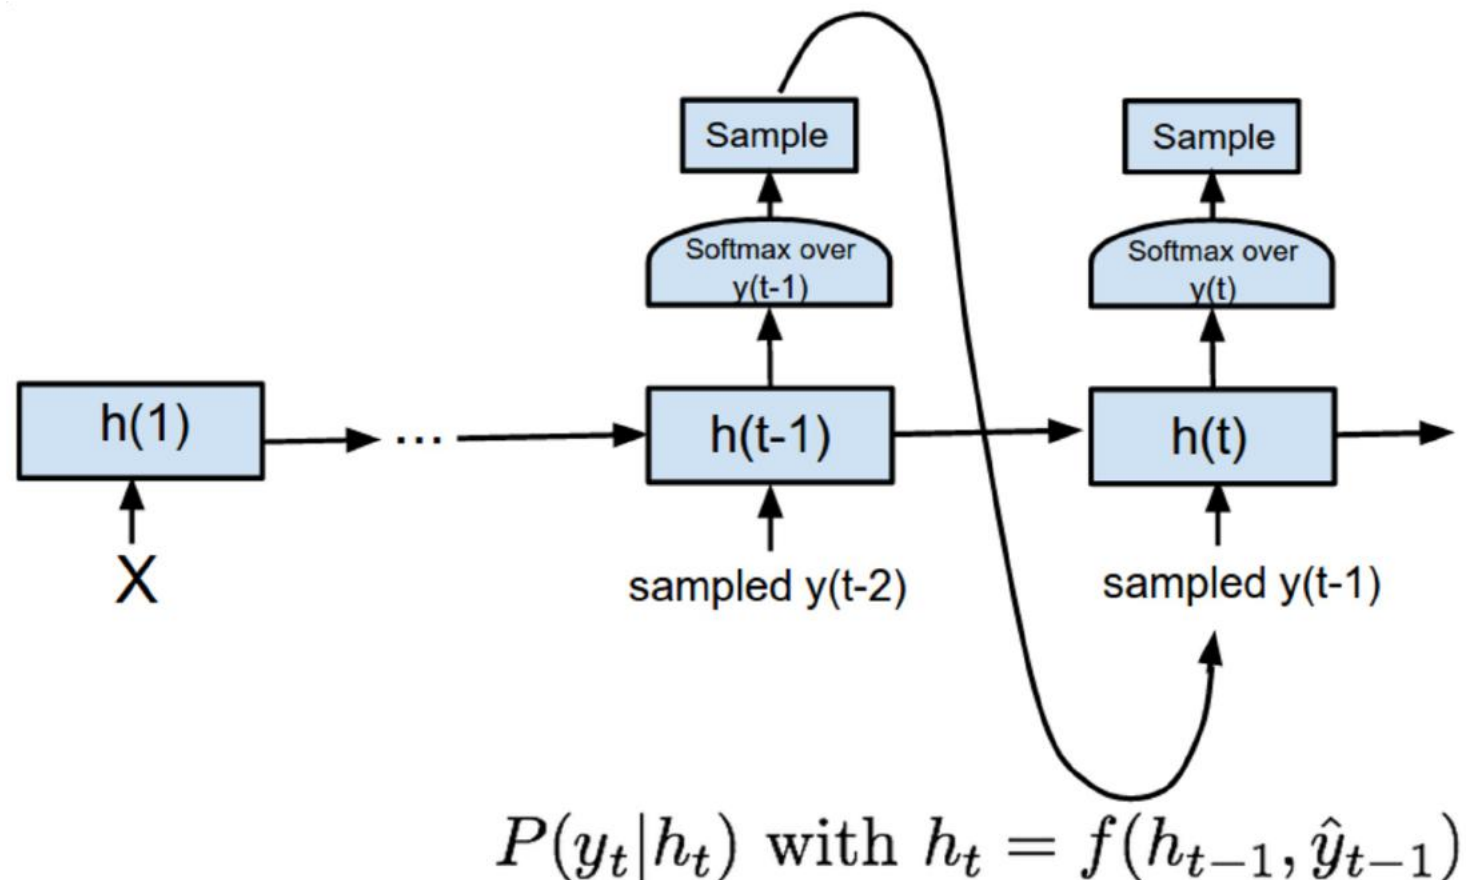 Sample
Sample
Softmax over
y(t-1)
Softmax over
y(t)
h(1)
...
h(t-1)
h(t)
X
sampled y(t-2)
sampled y(t-1)
P(y_t|h_t) with h_t = f(h_{t-1}, ŷ_{t-1})